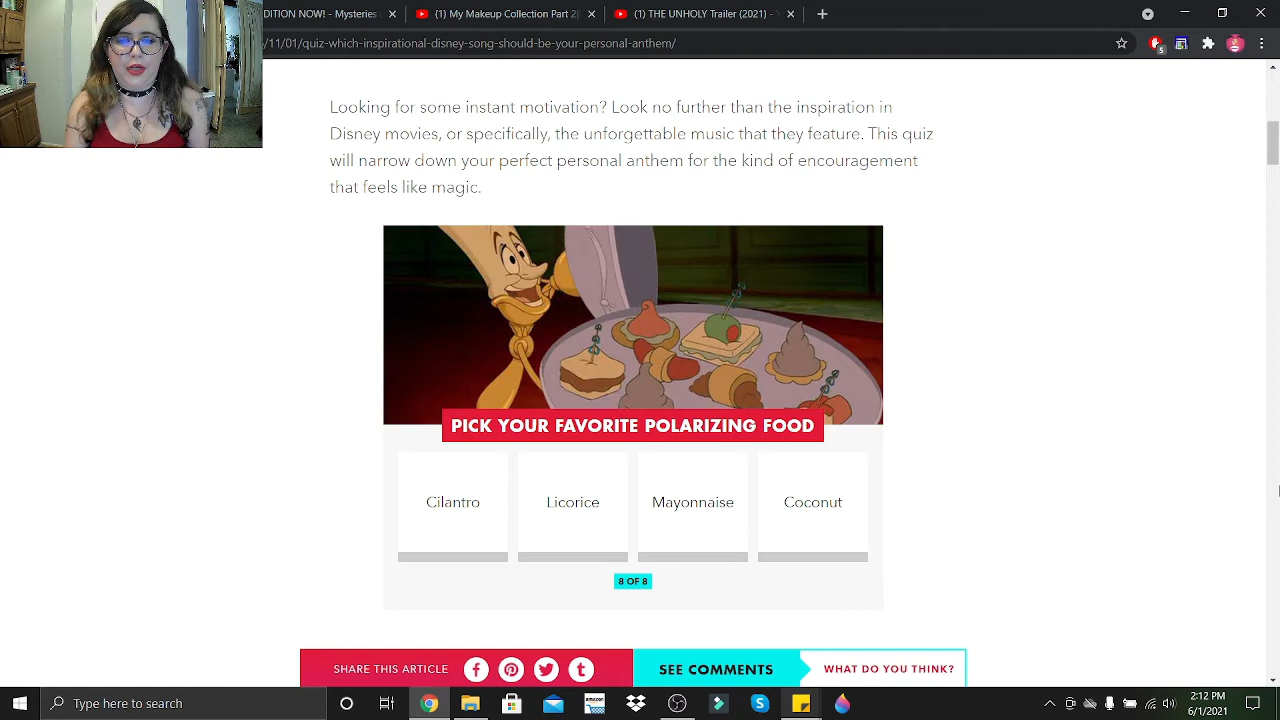 DITION NOW! - Mysteries
(1) My Makeup Collection Part 2|
(1) THE UNHOLY Trailer (2021) -
/11/01/quiz-which-inspirational-disney-song-should-be-your-personal-anthem/
5
Looking for some instant motivation? Look no further than the inspiration in
Disney movies, or specifically, the unforgettable music that they feature. This quiz
will narrow down your perfect personal anthem for the kind of encouragement
that feels like magic.
PICK YOUR FAVORITE POLARIZING FOOD
Cilantro Licorice Mayonnaise Coconut
8 OF 8
SHARE THIS ARTICLE SEE COMMENTS WHAT DO YOU THINK?
Type here to search
amazon
2:12 PM
6/1/2021